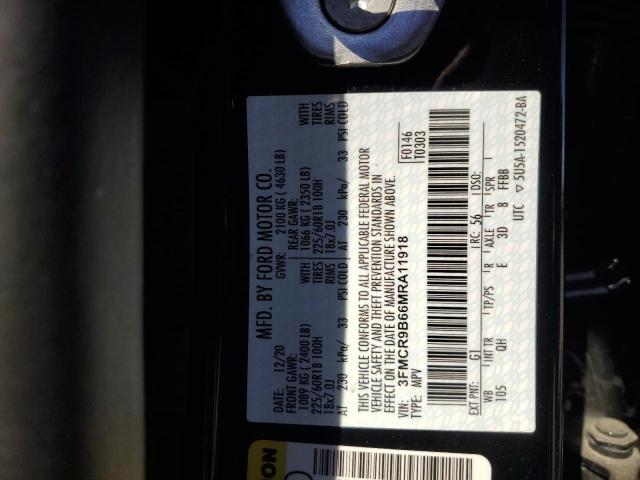 MFD. BY FORD MOTOR CO.
DATE: 12/20 GVWR: 2100 KG ( 4630 LB)
FRONT GAWR: REAR GAWR:
1089 KG ( 2400 LB) 1066 KG ( 2350 LB) WITH
225/60R18 100H 225/60R18 100H TIRES
18x7.0J 18x7.0J RIMS
AT 230 kPa/ 33 PSI COLD AT 230 kPa/ 33 PSI COLD
WITH
TIRES
RIMS
THIS VEHICLE CONFORMS TO ALL APPLICABLE FEDERAL MOTOR
VEHICLE SAFETY AND THEFT PREVENTION STANDARDS IN
EFFECT ON THE DATE OF MANUFACTURE SHOWN ABOVE.
VIN: 3FMCR9B66MRA11918 F0146
TYPE: MPV T0303
EXT PNT: G1 RC: 56 DSO:
WB INT TR TP/PS R AXLE TR SPR
105 QH E 3D 8 FFBB
UTC ▽ 5U5A-1520472-BA
ON